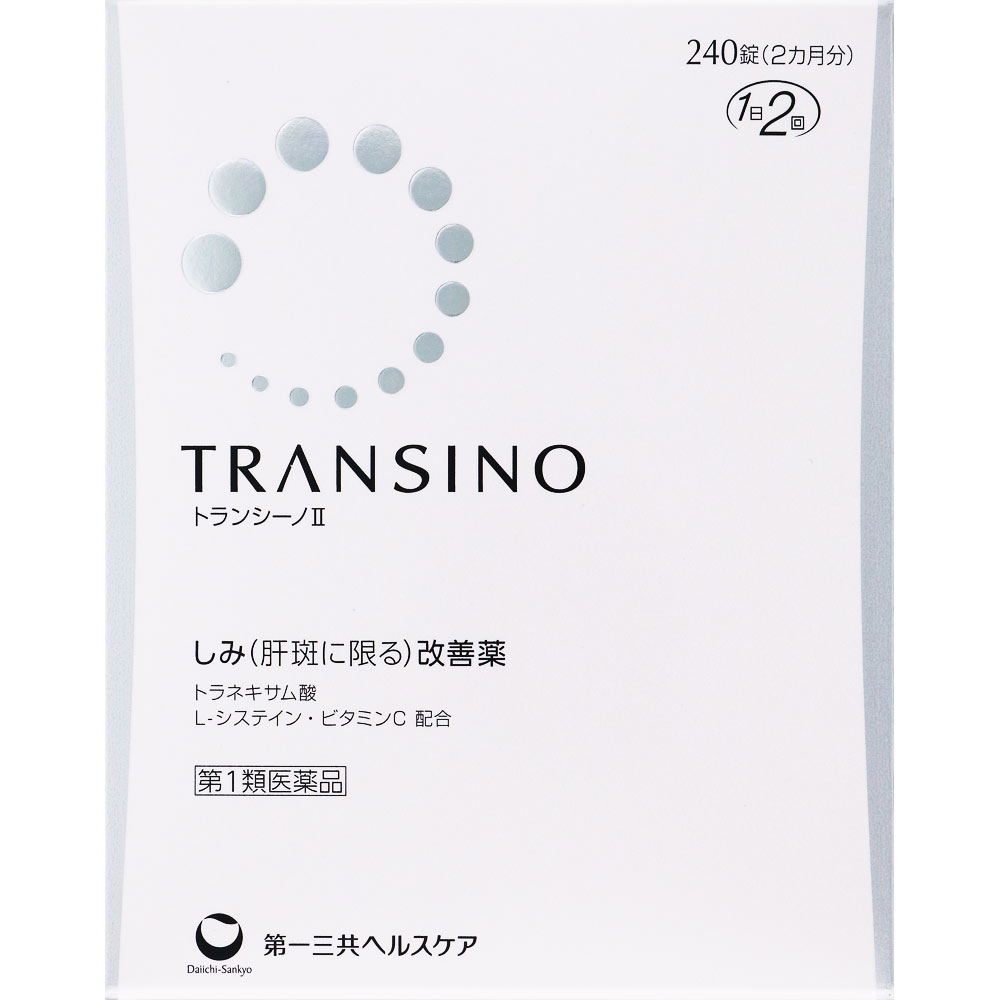 240錠(2カ月分)
1日2回
TRANSINO
トランシーノⅡ
しみ(肝斑に限る)改善薬
トラネキサム酸
L-システイン・ビタミンC 配合
第1類医薬品
第一三共ヘルスケア
Daiichi-Sankyo